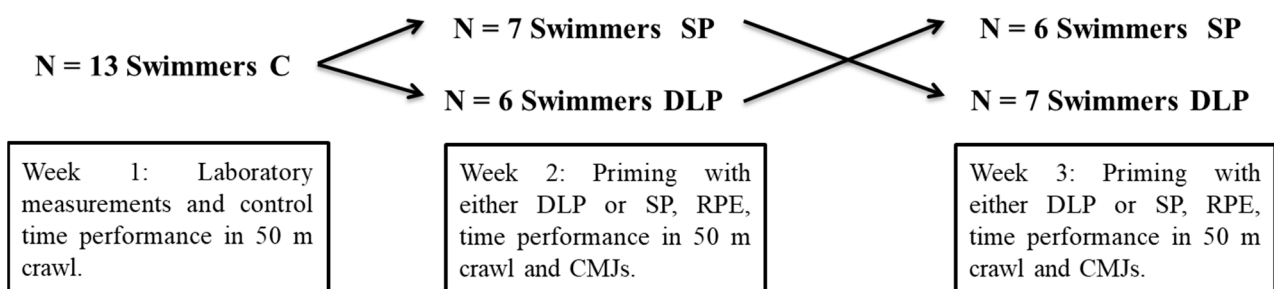 N = 7 Swimmers SP
N = 6 Swimmers SP
N = 13 Swimmers C
N = 6 Swimmers DLP
N = 7 Swimmers DLP
Week 1: Laboratory
measurements and control
time performance in 50 m
crawl.
Week 2: Priming with
either DLP or SP, RPE,
time performance in 50 m
crawl and CMJs.
Week 3: Priming with
either DLP or SP, RPE,
time performance in 50 m
crawl and CMJs.